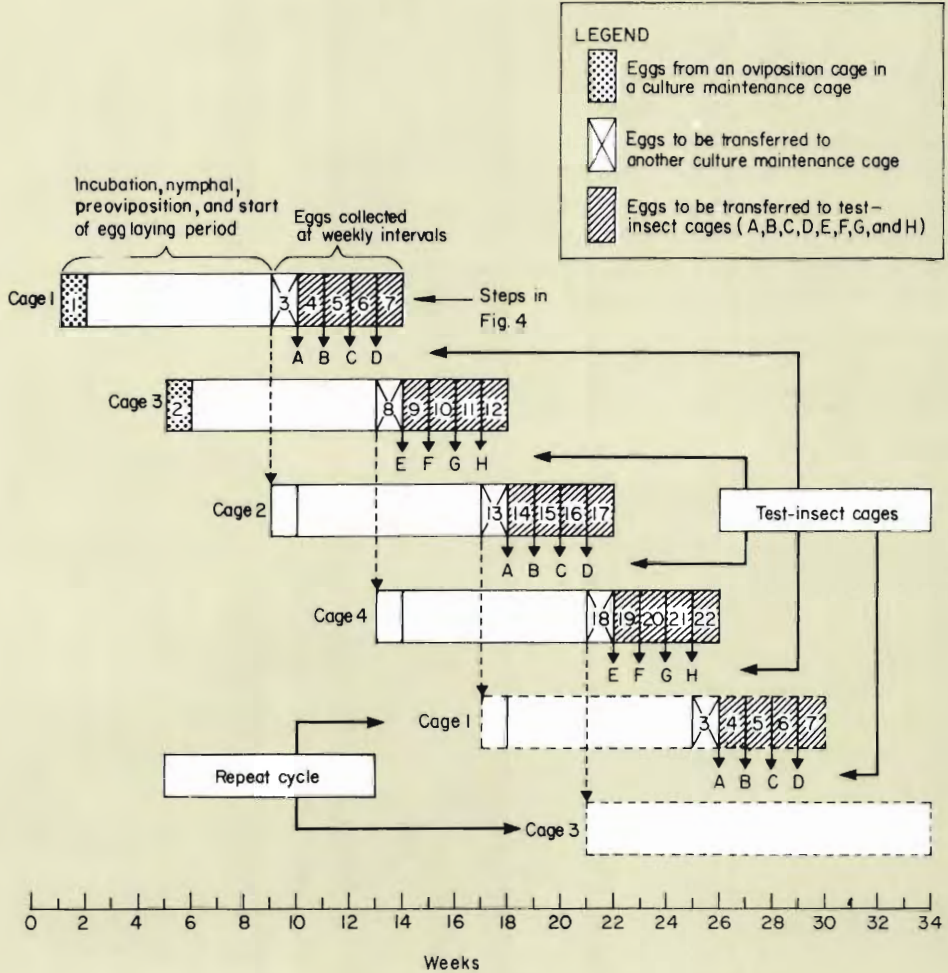 LEGEND
Eggs from an oviposition cage in
a culture maintenance cage
Eggs to be transferred to
another culture maintenance cage
Eggs to be transferred to test-
insect cages (A,B,C,D,E,F,G,and H)
Incubation, nymphal,
preoviposition, and start
of egg laying period
Eggs collected
at weekly intervals
Cage 1
1
3
4
5
6
7
Steps in
Fig. 4
A
B
C
D
Cage 3
2
8
9
10
11
12
E
F
G
H
Cage 2
13
14
15
16
17
Test-insect cages
A
B
C
D
Cage 4
18
19
20
21
22
E
F
G
H
Cage 1
3
4
5
6
7
Repeat cycle
A
B
C
D
Cage 3
0 2 4 6 8 10 12 14 16 18 20 22 24 26 28 30 32 34
Weeks